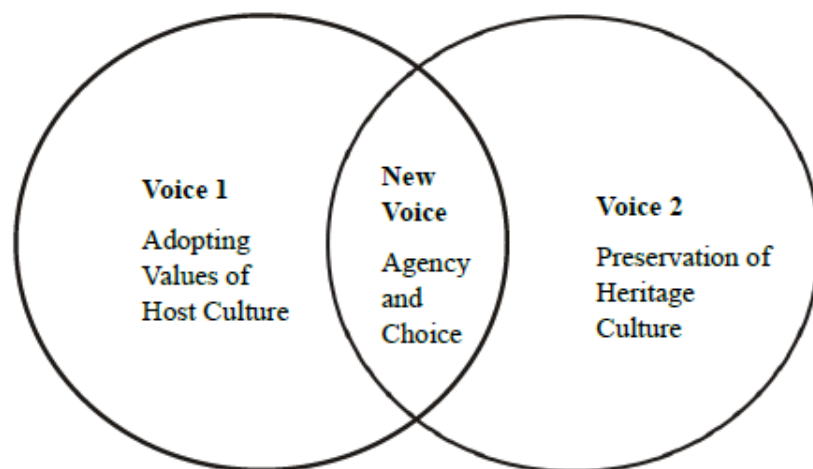 Voice 1
Adopting
Values of
Host Culture
New
Voice
Agency
and
Choice
Voice 2
Preservation of
Heritage
Culture